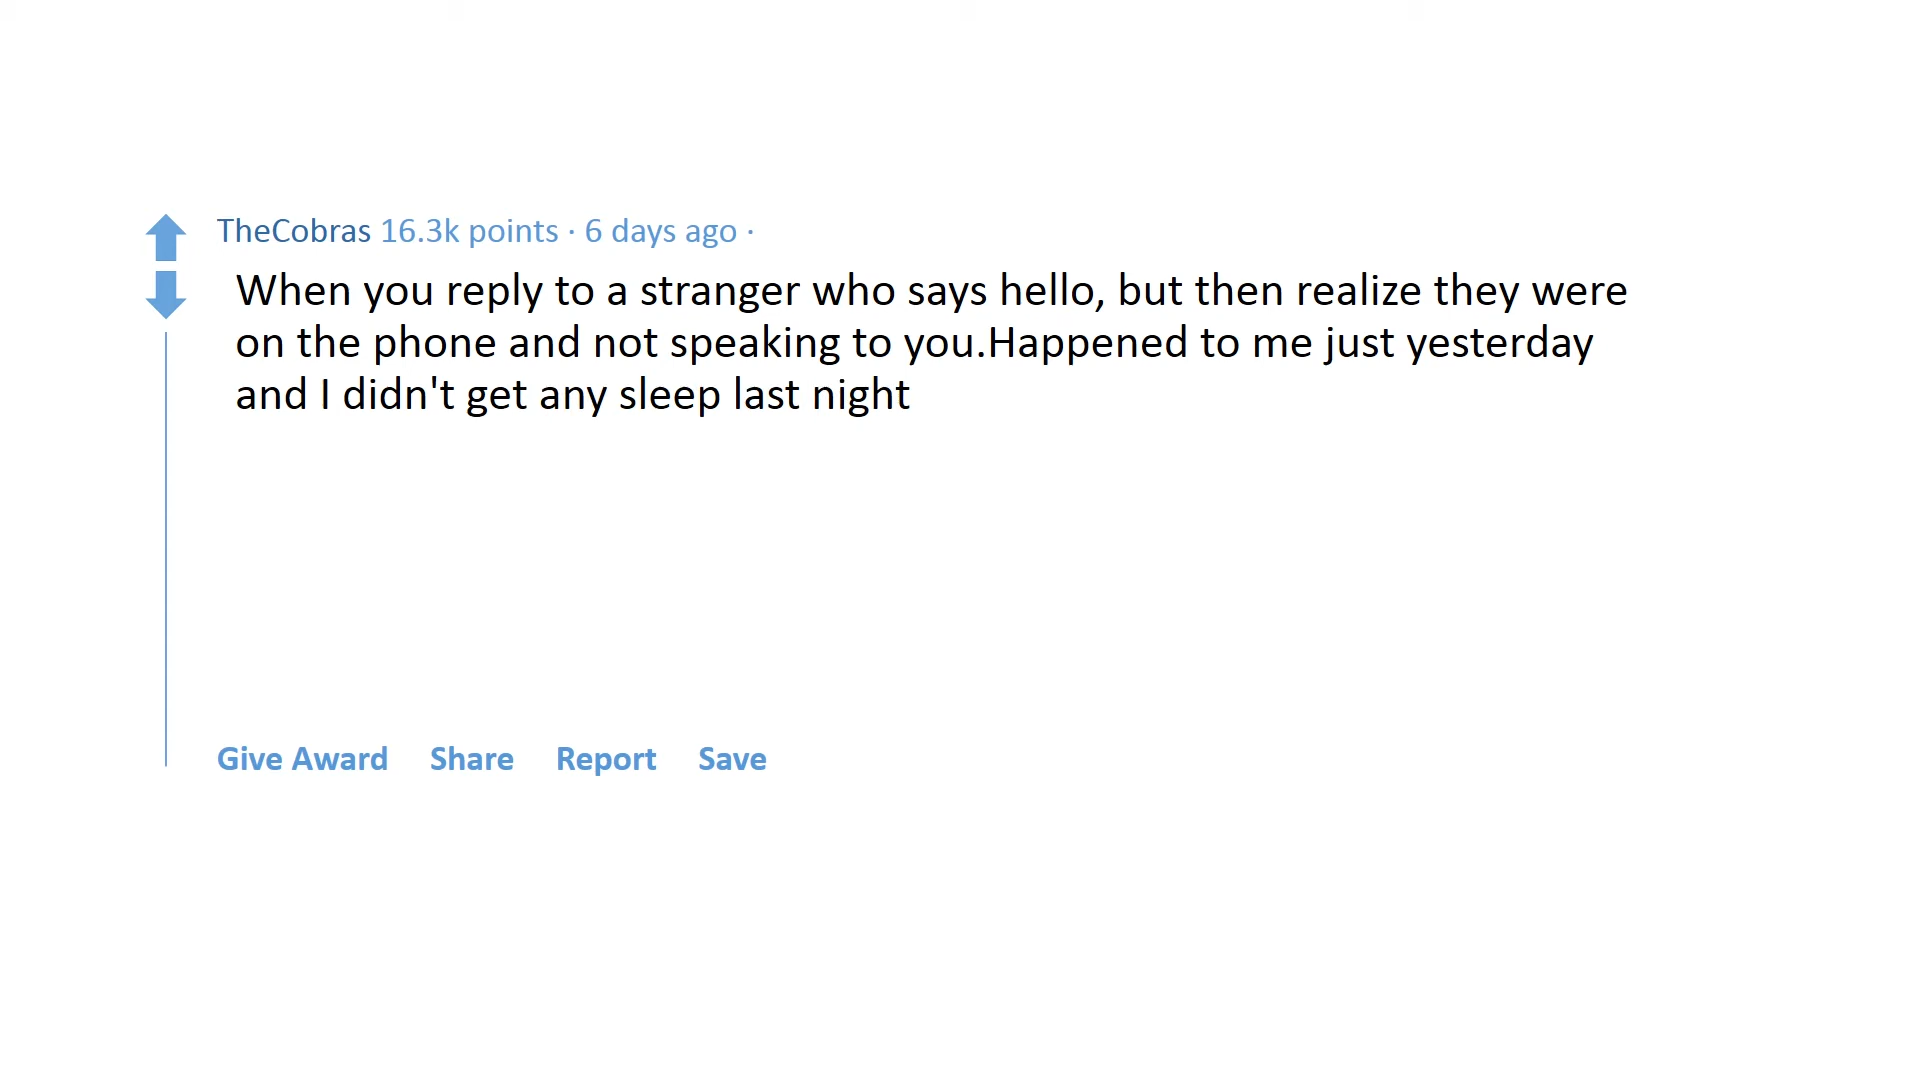 TheCobras 16.3k points · 6 days ago ·
When you reply to a stranger who says hello, but then realize they were
on the phone and not speaking to you.Happened to me just yesterday
and I didn't get any sleep last night
Give Award Share Report Save